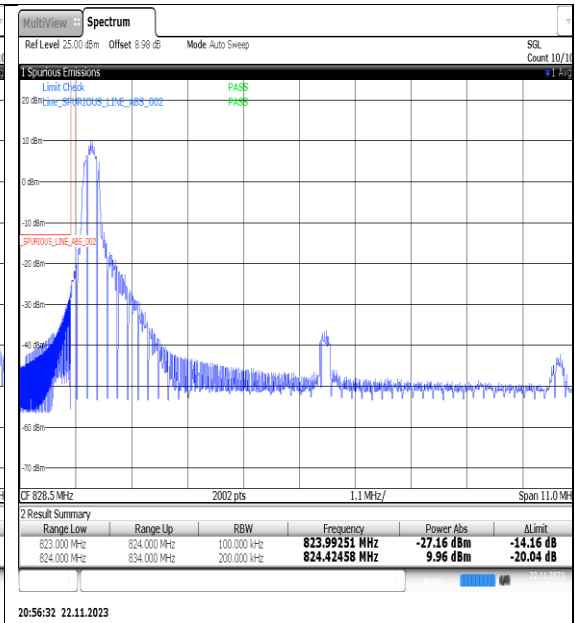 MultiView Spectrum
Ref Level 25.00 dBm Offset 8.98 dB Mode Auto Sweep SGL
Count 10/10
1 Spurious Emissions 1 Avg
Limit Check PASS
20 dBm Line_SPURIOUS_LINE_ABS_002 PASS
10 dBm
0 dBm
-10 dBm
_SPURIOUS_LINE_ABS_002
-20 dBm
-30 dBm
-40 dBm
-60 dBm
-70 dBm
CF 828.5 MHz 2002 pts 1.1 MHz/ Span 11.0 MH
2 Result Summary
Range Low Range Up RBW Frequency Power Abs ΔLimit
823.000 MHz 824.000 MHz 100.000 kHz 823.99251 MHz -27.16 dBm -14.16 dB
824.000 MHz 834.000 MHz 200.000 kHz 824.42458 MHz 9.96 dBm -20.04 dB
22.11.2023
20:56:32 22.11.2023